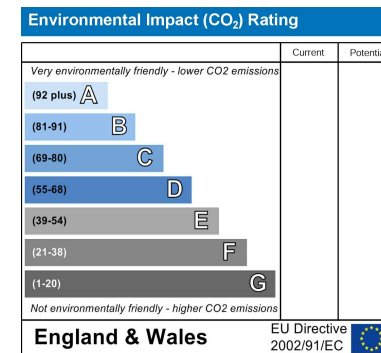 Environmental Impact (CO₂) Rating
Current Potentia
Very environmentally friendly - lower CO2 emissions
(92 plus) A
(81-91) B
(69-80) C
(55-68) D
(39-54) E
(21-38) F
(1-20) G
Not environmentally friendly - higher CO2 emissions
England & Wales
EU Directive
2002/91/EC